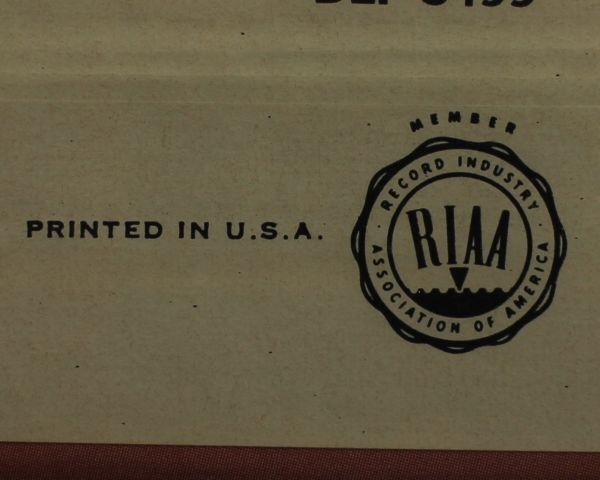 MEMBER
· RECORD INDUSTRY ·
ASSOCIATION OF AMERICA
RIAA
PRINTED IN U.S.A.